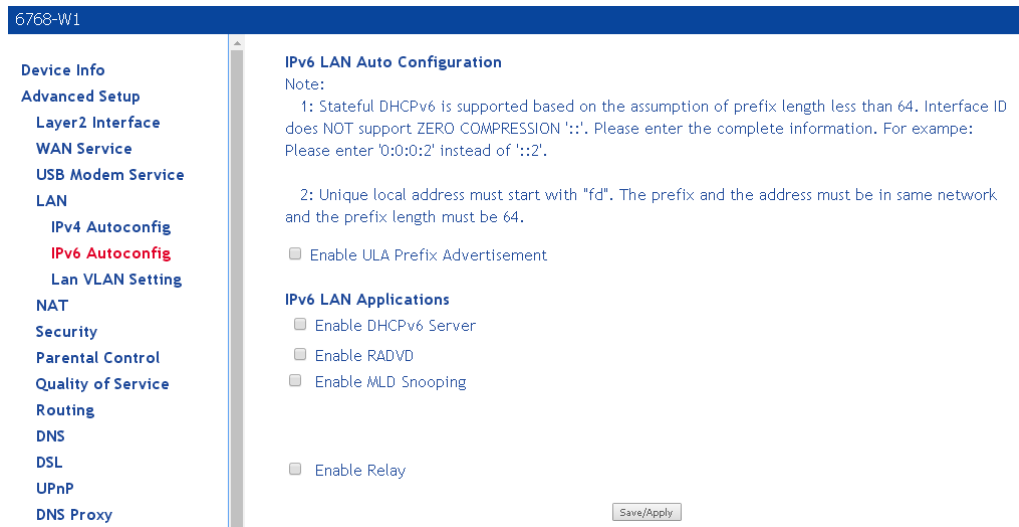 6768-W1
Device Info
Advanced Setup
Layer2 Interface
WAN Service
USB Modem Service
LAN
IPv4 Autoconfig
IPv6 Autoconfig
Lan VLAN Setting
NAT
Security
Parental Control
Quality of Service
Routing
DNS
DSL
UPnP
DNS Proxy
IPv6 LAN Auto Configuration
Note:
1: Stateful DHCPv6 is supported based on the assumption of prefix length less than 64. Interface ID
does NOT support ZERO COMPRESSION '::'. Please enter the complete information. For exampe:
Please enter '0:0:0:2' instead of '::2'.
2: Unique local address must start with "fd". The prefix and the address must be in same network
and the prefix length must be 64.
Enable ULA Prefix Advertisement
IPv6 LAN Applications
Enable DHCPv6 Server
Enable RADVD
Enable MLD Snooping
Enable Relay
Save/Apply